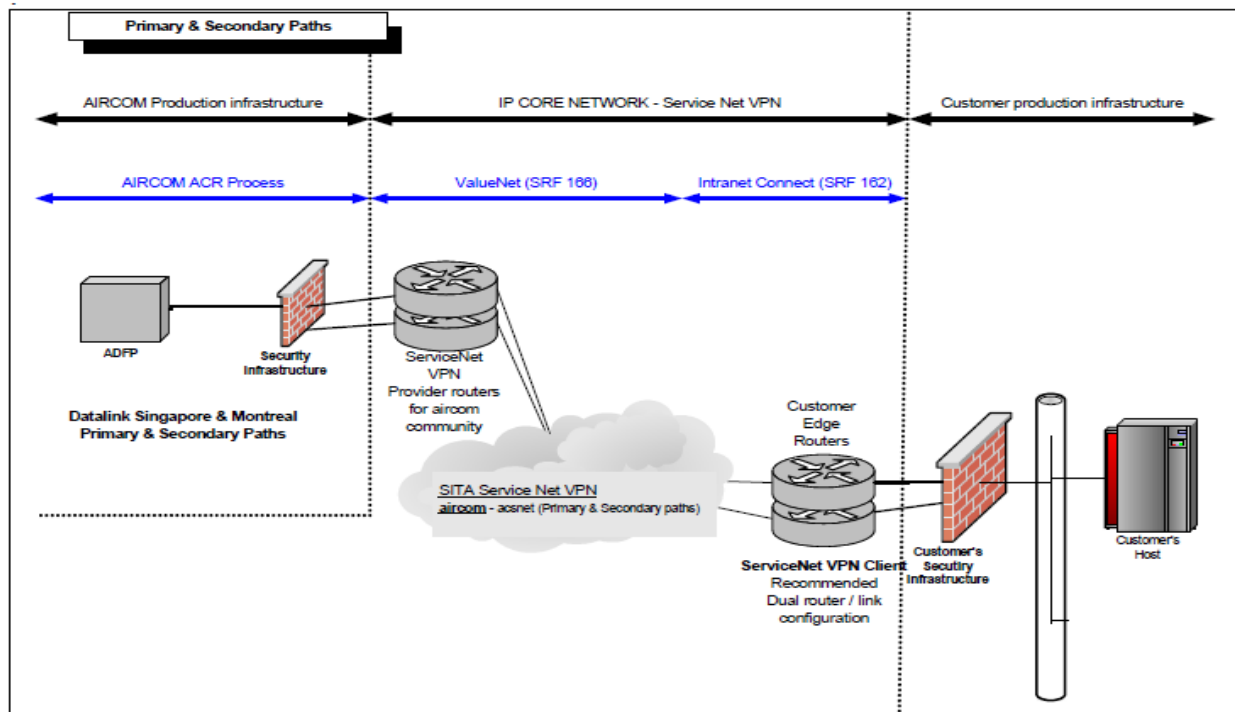 Primary & Secondary Paths
AIRCOM Production infrastructure
IP CORE NETWORK - Service Net VPN
Customer production infrastructure
AIRCOM ACR Process
ValueNet (SRF 166)
Intranet Connect (SRF 162)
ADFP
Security
Infrastructure
ServiceNet
VPN
Provider routers
for aircom
community
Datalink Singapore & Montreal
Primary & Secondary Paths
Customer
Edge
Routers
SITA Service Net VPN
aircom - acsnet (Primary & Secondary paths)
ServiceNet VPN Client
Recommended
Dual router / link
configuration
Customer's
Secutiry
Infrastructure
Customer's
Host